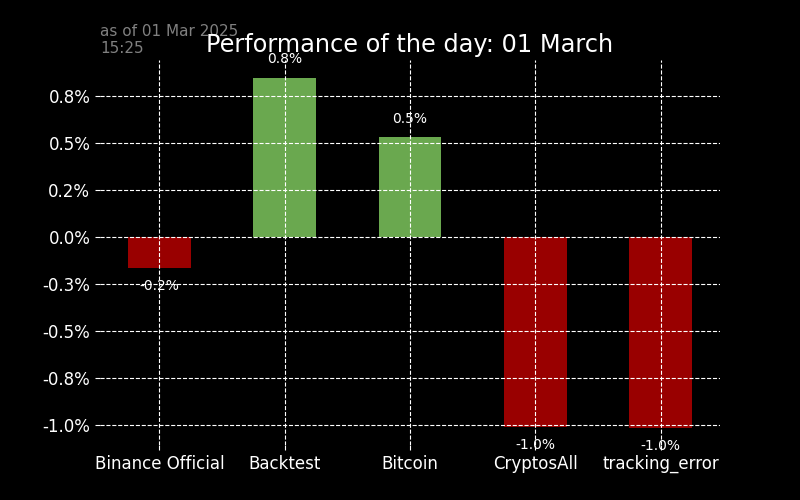 as of 01 Mar 2025
15:25
Performance of the day: 01 March
0.8%
0.5%
0.2%
0.0%
-0.3%
-0.5%
-0.8%
-1.0%
-0.2%
0.8%
0.5%
-1.0%
-1.0%
Binance Official
Backtest
Bitcoin
CryptosAll
tracking_error